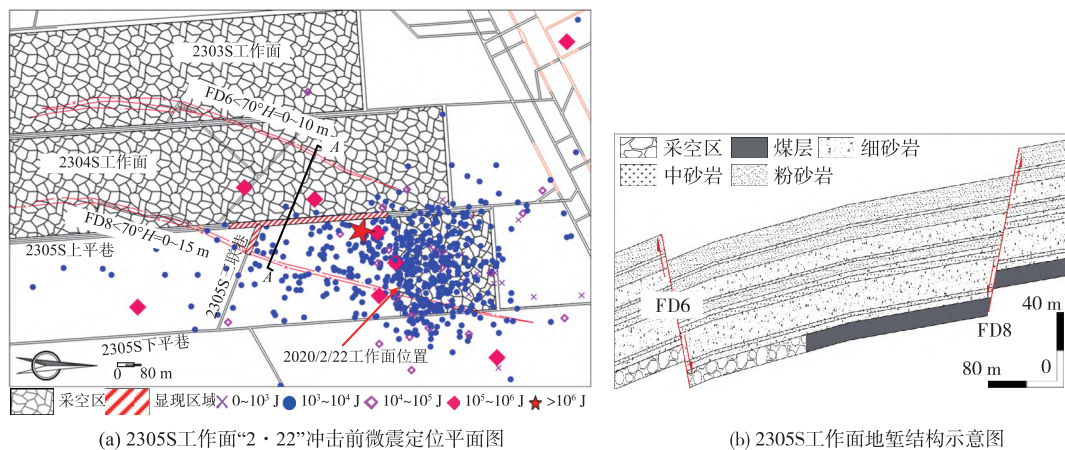 2303S工作面
FD6<70°H=0~10 m
A
2304S工作面
FD8<70°H=0~15 m
2305S上平巷
2305S三联巷
A
2020/2/22工作面位置
2305S下平巷
80 m
采空区 显现区域 0~10³ J 10³~10⁴ J 10⁴~10⁵ J 10⁵~10⁶ J >10⁶ J
(a) 2305S工作面“2・22”冲击前微震定位平面图
采空区 煤层 细砂岩
中砂岩 粉砂岩
FD6
FD8
40 m
80 m 0
(b) 2305S工作面地堑结构示意图